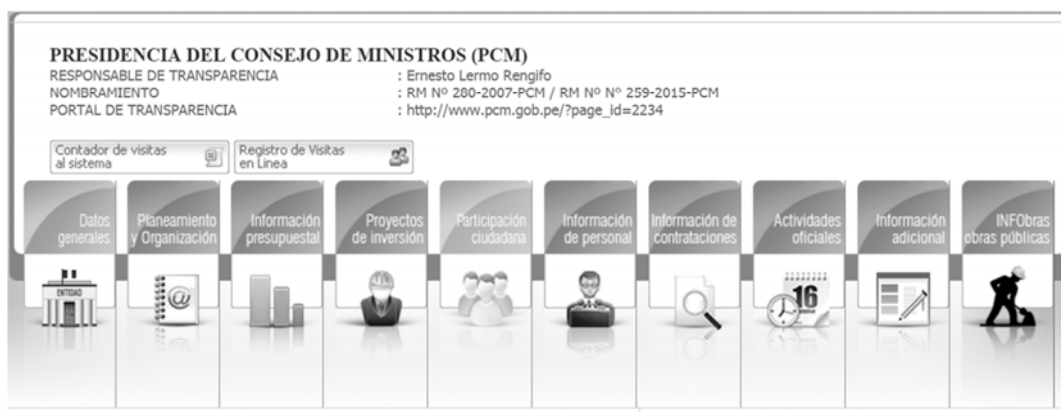 PRESIDENCIA DEL CONSEJO DE MINISTROS (PCM)
RESPONSABLE DE TRANSPARENCIA : Ernesto Lermo Rengifo
NOMBRAMIENTO : RM Nº 280-2007-PCM / RM Nº N° 259-2015-PCM
PORTAL DE TRANSPARENCIA : http://www.pcm.gob.pe/?page_id=2234
Contador de visitas
al sistema
Registro de Visitas
en Linea
Datos
generales
Planeamiento
y Organización
Información
presupuestal
Proyectos
de inversión
Participación
ciudadana
Información
de personal
Información de
contrataciones
Actividades
oficiales
Información
adicional
INFObras
obras públicas
ENTIDAD
@
16